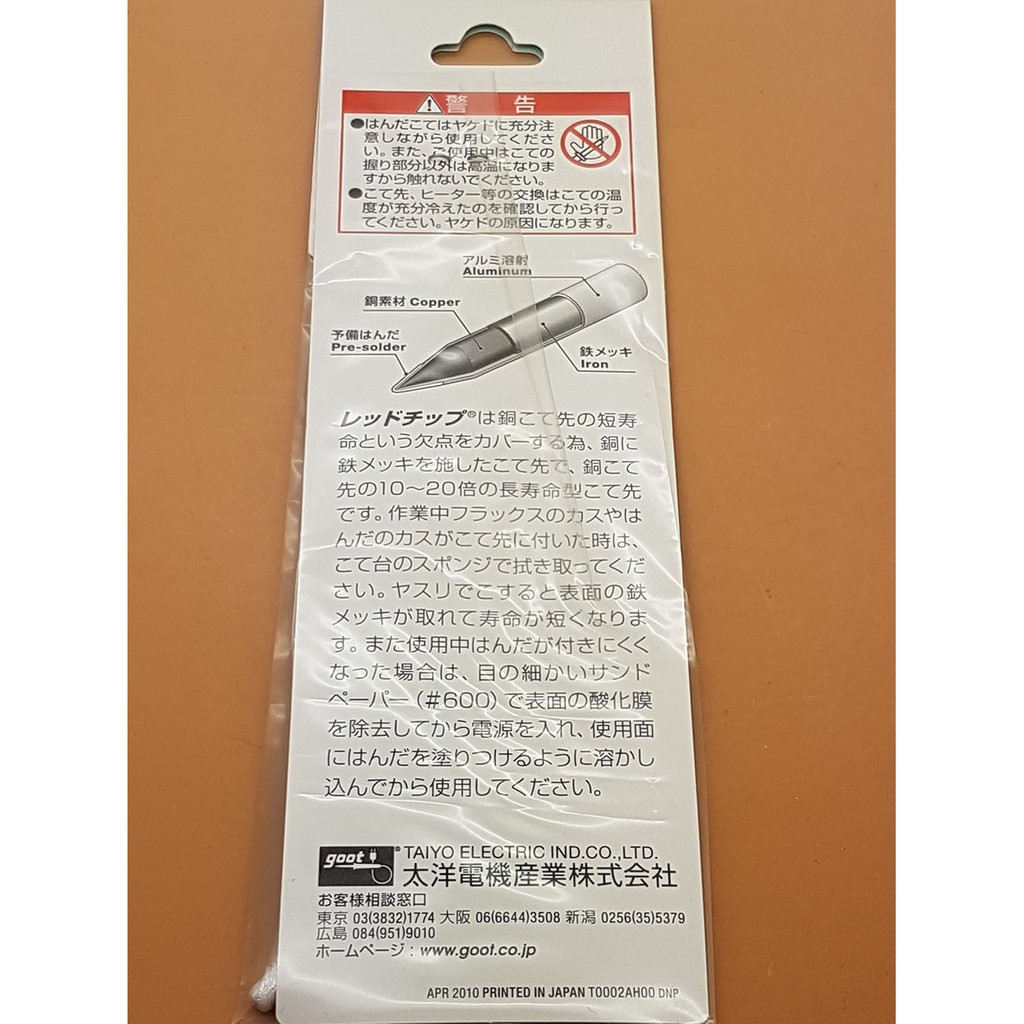 警 告
●はんだこてはヤケドに充分注
意しながら使用してくださ
い。また、ご使用中はこての
握り部分以外は高温になりま
すから触れないでください。
●こて先、ヒーター等の交換はこての温
度が充分冷えたのを確認してから行っ
てください。ヤケドの原因になります。
アルミ溶射
Aluminum
銅素材 Copper
予備はんだ
Pre-solder
鉄メッキ
Iron
レッドチップ®は銅こて先の短寿
命という欠点をカバーする為、銅に
鉄メッキを施したこて先で、銅こて
先の10～20倍の長寿命型こて先
です。作業中フラックスのカスやは
んだのカスがこて先に付いた時は、
こて台のスポンジで拭き取ってくだ
さい。ヤスリでこすると表面の鉄
メッキが取れて寿命が短くなりま
す。また使用中はんだが付きにくく
なった場合は、目の細かいサンド
ペーパー(#600)で表面の酸化膜
を除去してから電源を入れ、使用面
にはんだを塗りつけるように溶かし
込んでから使用してください。
goot® TAIYO ELECTRIC IND.CO.,LTD.
太洋電機産業株式会社
お客様相談窓口
東京 03(3832)1774 大阪 06(6644)3508 新潟 0256(35)5379
広島 084(951)9010
ホームページ：www.goot.co.jp
APR 2010 PRINTED IN JAPAN T0002AH00 DNP